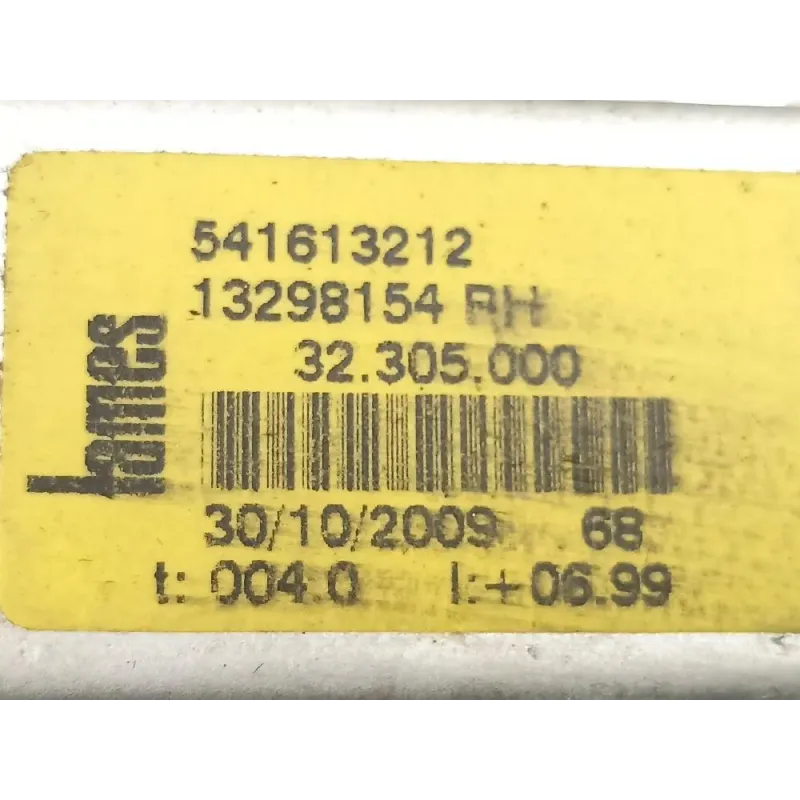 541613212
13298154 RH
32.305.000
lames
30/10/2009 68
t: 004.0 l:+06.99